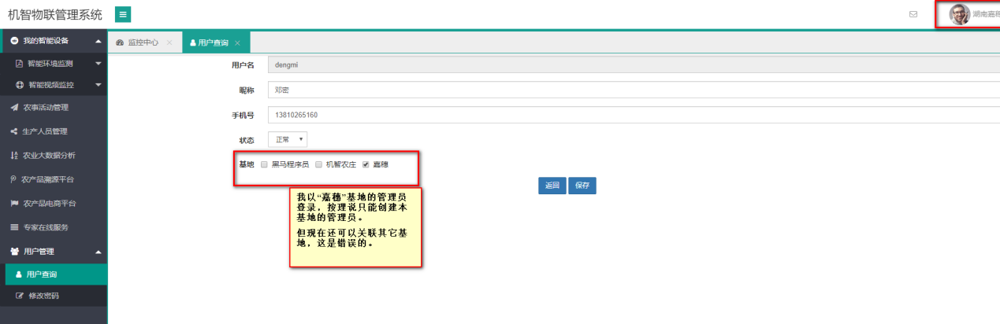 机智物联管理系统
湖南嘉穗
我的智能设备
监控中心
用户查询
智能环境监测
智能视频监控
农事活动管理
生产人员管理
农业大数据分析
农产品溯源平台
农产品电商平台
专家在线服务
用户管理
用户查询
修改密码
用户名 dengmi
昵称 邓密
手机号 13810265160
状态 正常
基地 黑马程序员 机智农庄 嘉穗
返回 保存
我以“嘉穗”基地的管理员
登录，按理说只能创建本
基地的管理员。
但现在还可以关联其它基
地，这是错误的。